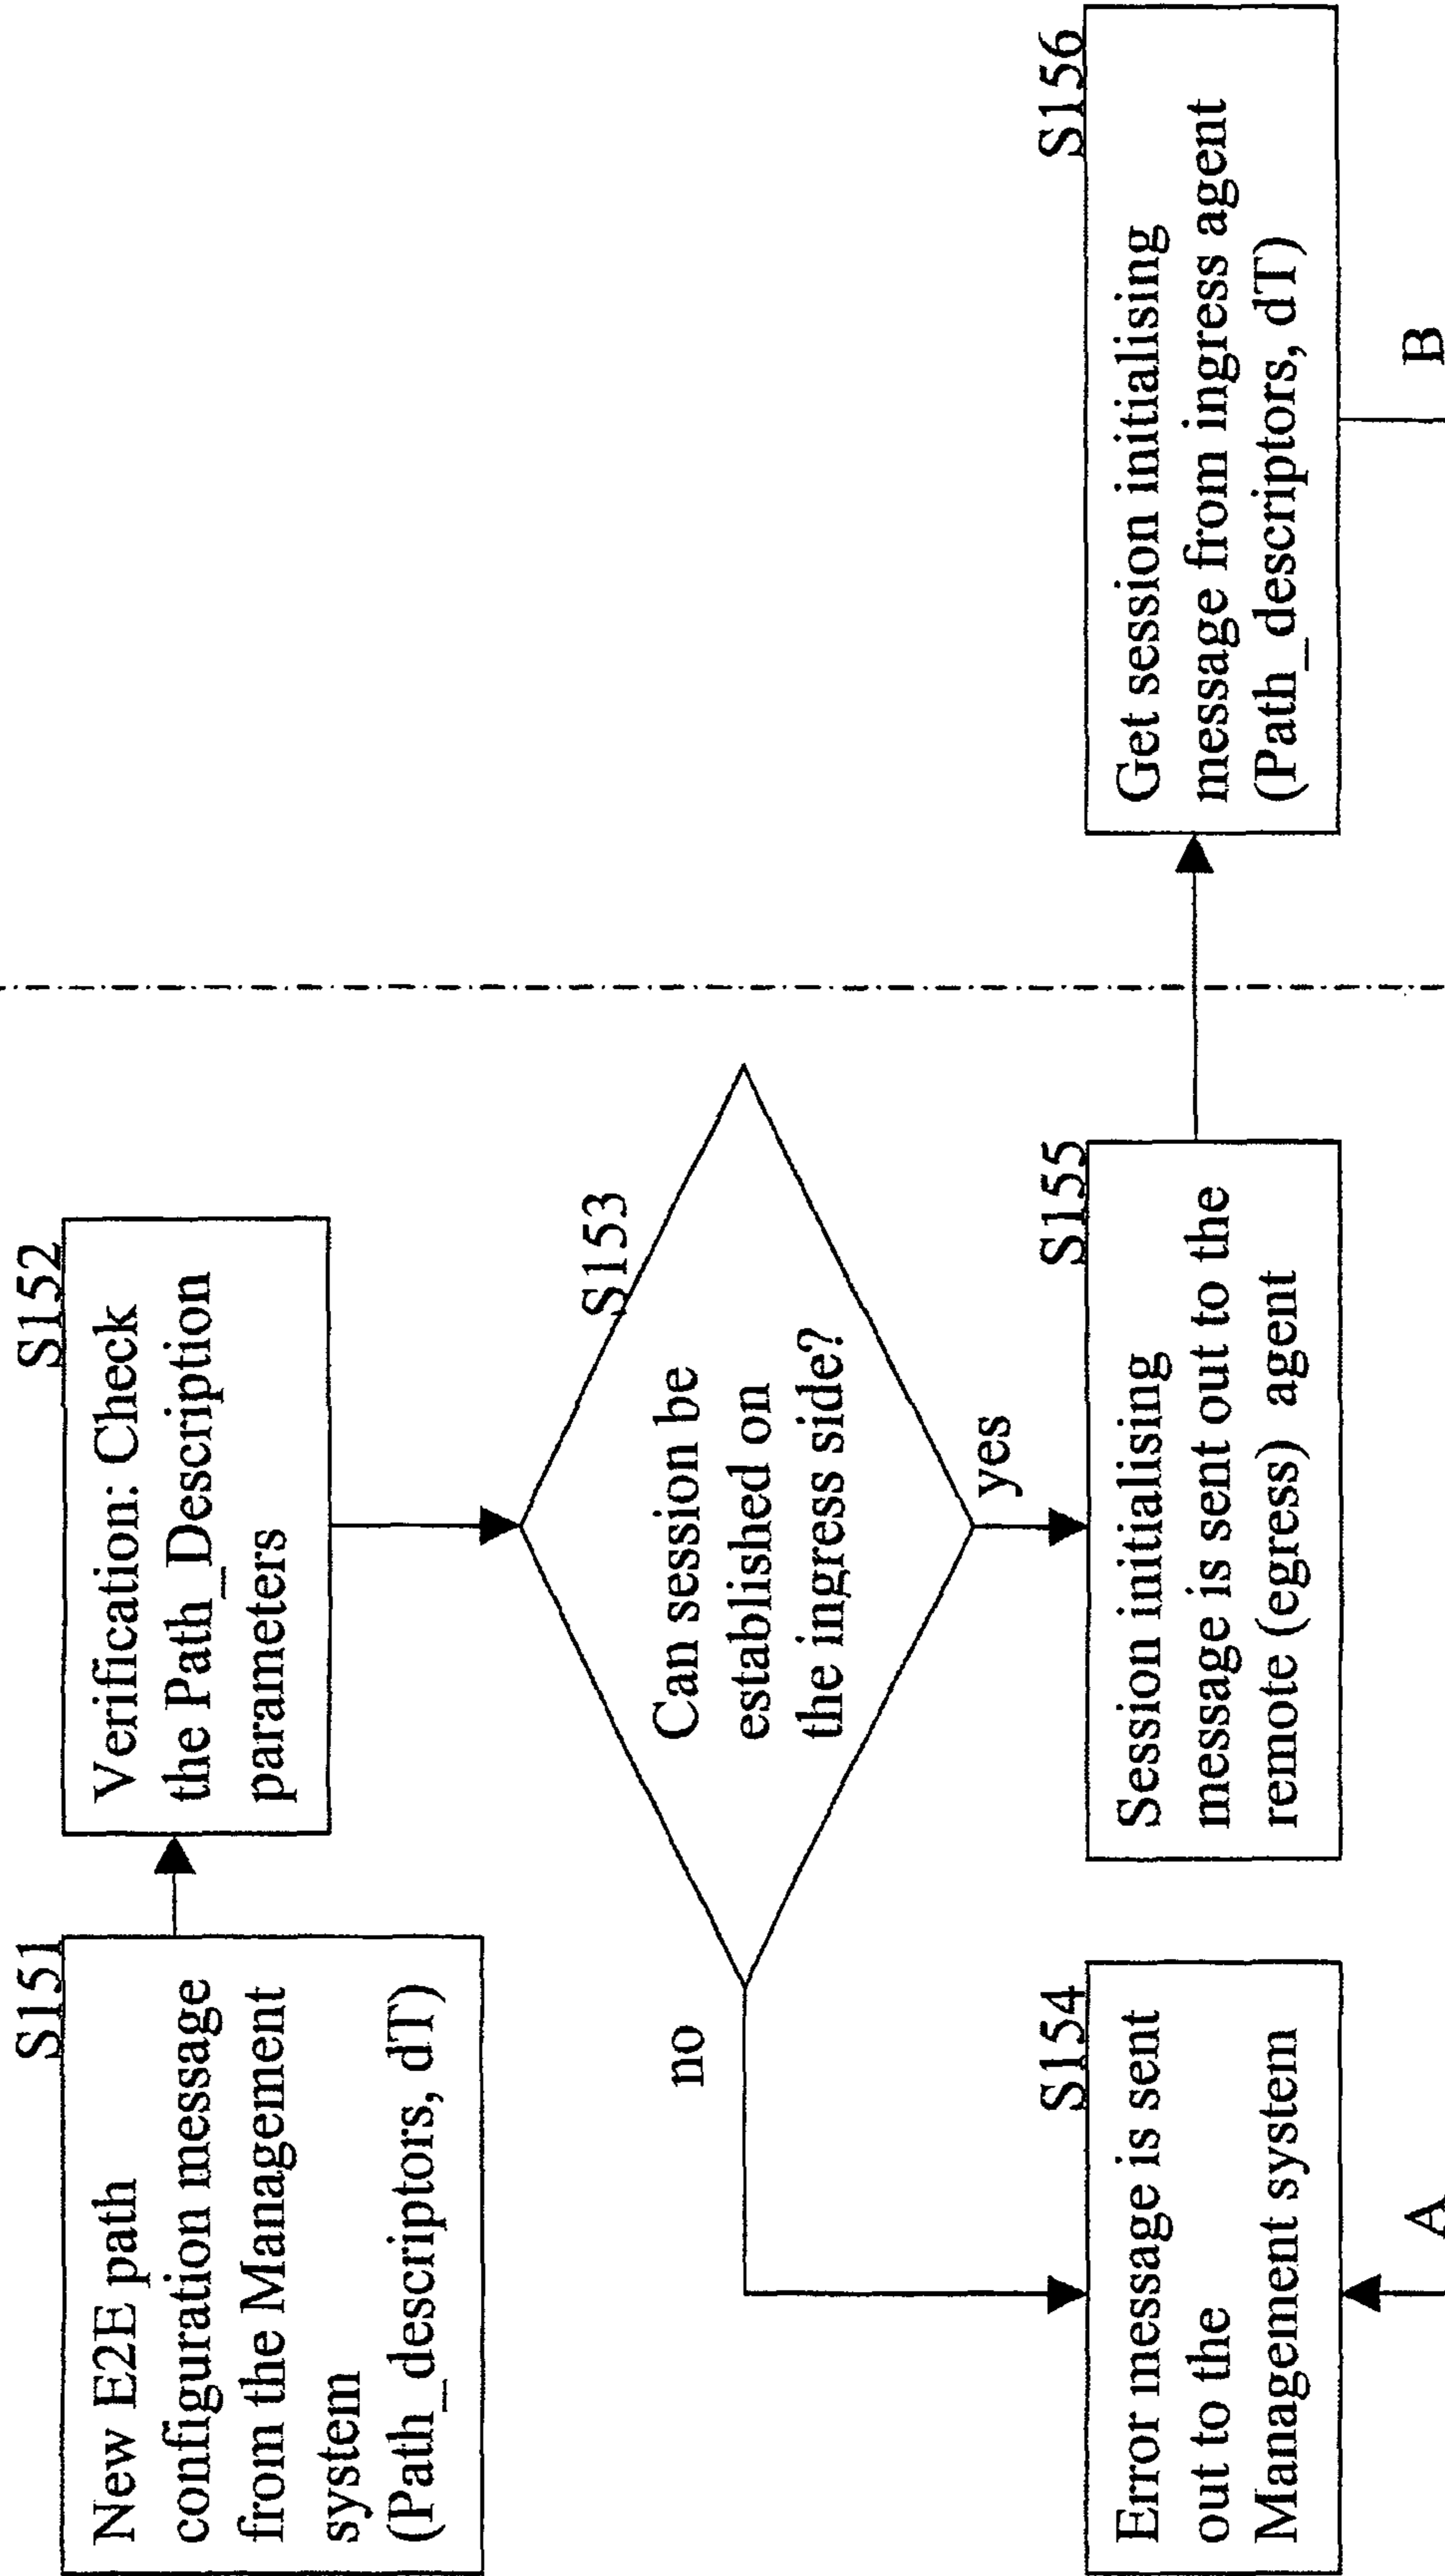 S151
New E2E path
configuration message
from the Management
system
(Path_descriptors, dT)
S152
Verification: Check
the Path_Description
parameters
S153
Can session be
established on
the ingress side?
no
yes
S154
Error message is sent
out to the
Management system
S155
Session initialising
message is sent out to the
remote (egress) agent
S156
Get session initialising
message from ingress agent
(Path_descriptors, dT)
A
B